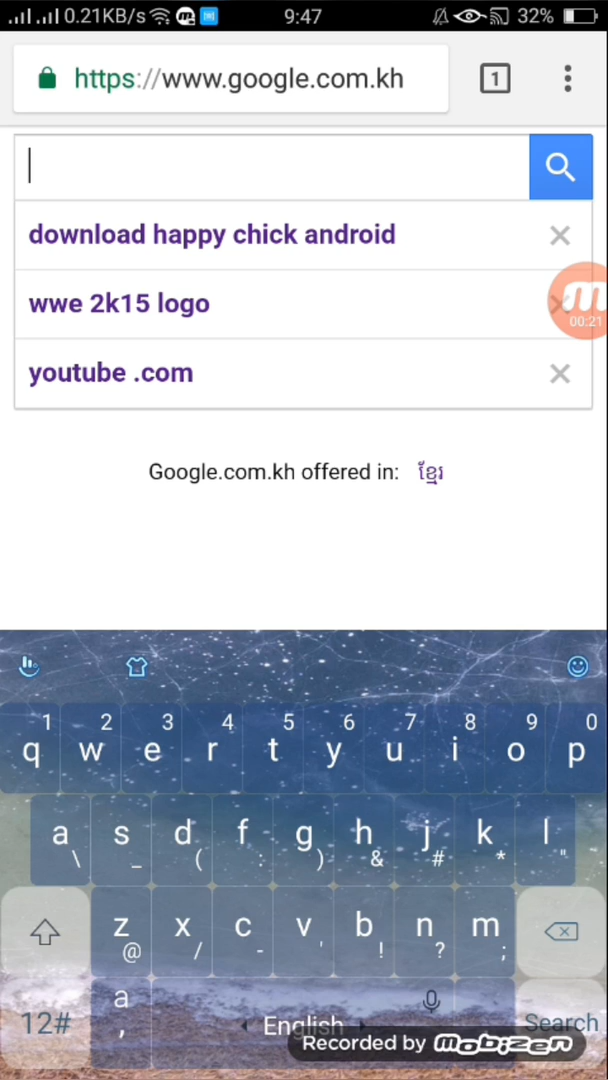 0.21KB/s 9:47 32%
https://www.google.com.kh 1
download happy chick android
wwe 2k15 logo
00:21
youtube .com
Google.com.kh offered in: ខ្មែរ
1 2 3 4 5 6 7 8 9 0
q w e r t y u i o p
a s d f g h j k l
\ _ ( : ) & # * "
z x c v b n m
@ / - ' ! ? ;
12# a , English Search
Recorded by mobizen